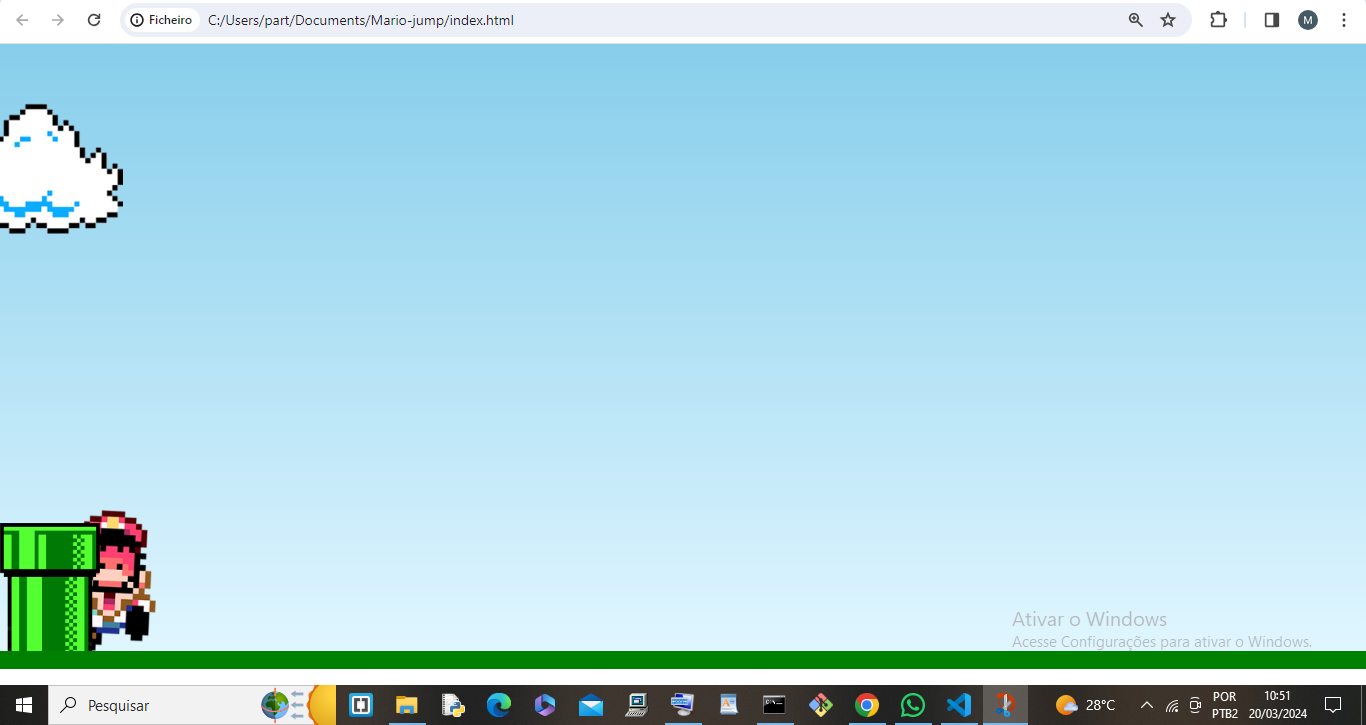 Ficheiro
C:/Users/part/Documents/Mario-jump/index.html
M
Ativar o Windows
Acesse Configurações para ativar o Windows.
Pesquisar
28°C
POR
PTB2
10:51
20/03/2024